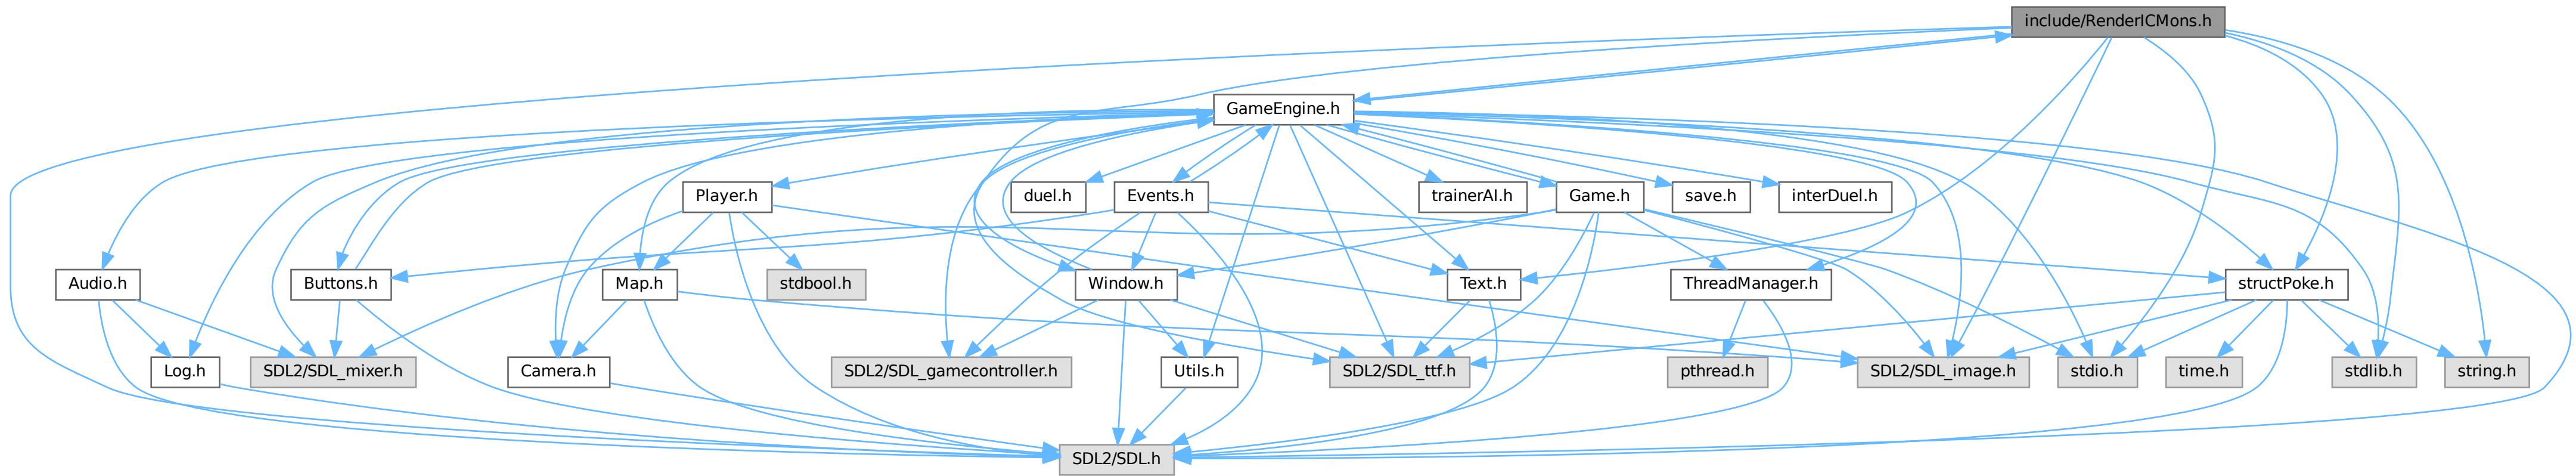 include/RenderICMons.h
GameEngine.h
Player.h
duel.h
Events.h
trainerAI.h
Game.h
save.h
interDuel.h
Audio.h
Buttons.h
Map.h
stdbool.h
Window.h
Text.h
ThreadManager.h
structPoke.h
Log.h
SDL2/SDL_mixer.h
Camera.h
SDL2/SDL_gamecontroller.h
Utils.h
SDL2/SDL_ttf.h
pthread.h
SDL2/SDL_image.h
stdio.h
time.h
stdlib.h
string.h
SDL2/SDL.h